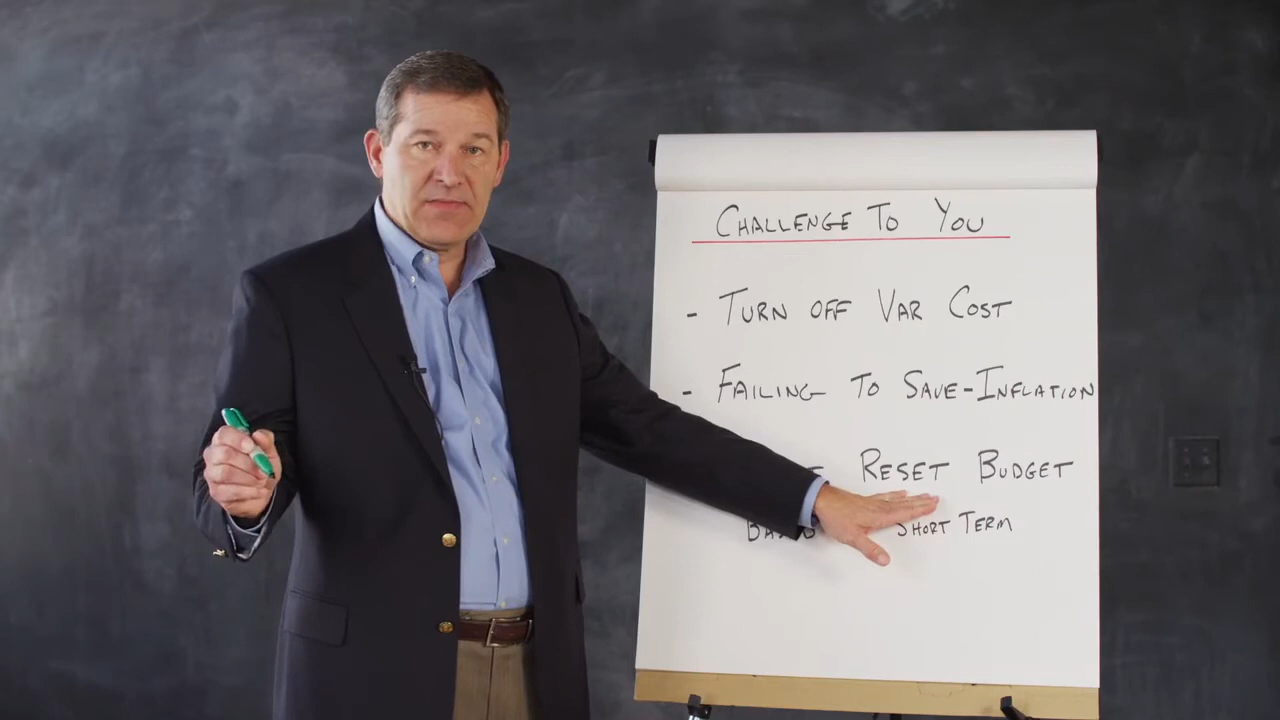 CHALLENGE TO YOU
- TURN OFF VAR COST
- FAILING TO SAVE-INFLATION
RESET BUDGET
SHORT TERM